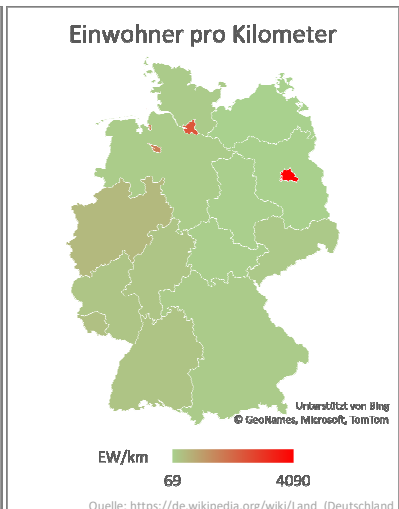 Einwohner pro Kilometer
Unterstützt von Bing
© GeoNames, Microsoft, TomTom
EW/km
69
4090
Quelle: https://de.wikipedia.org/wiki/Land_(Deutschland